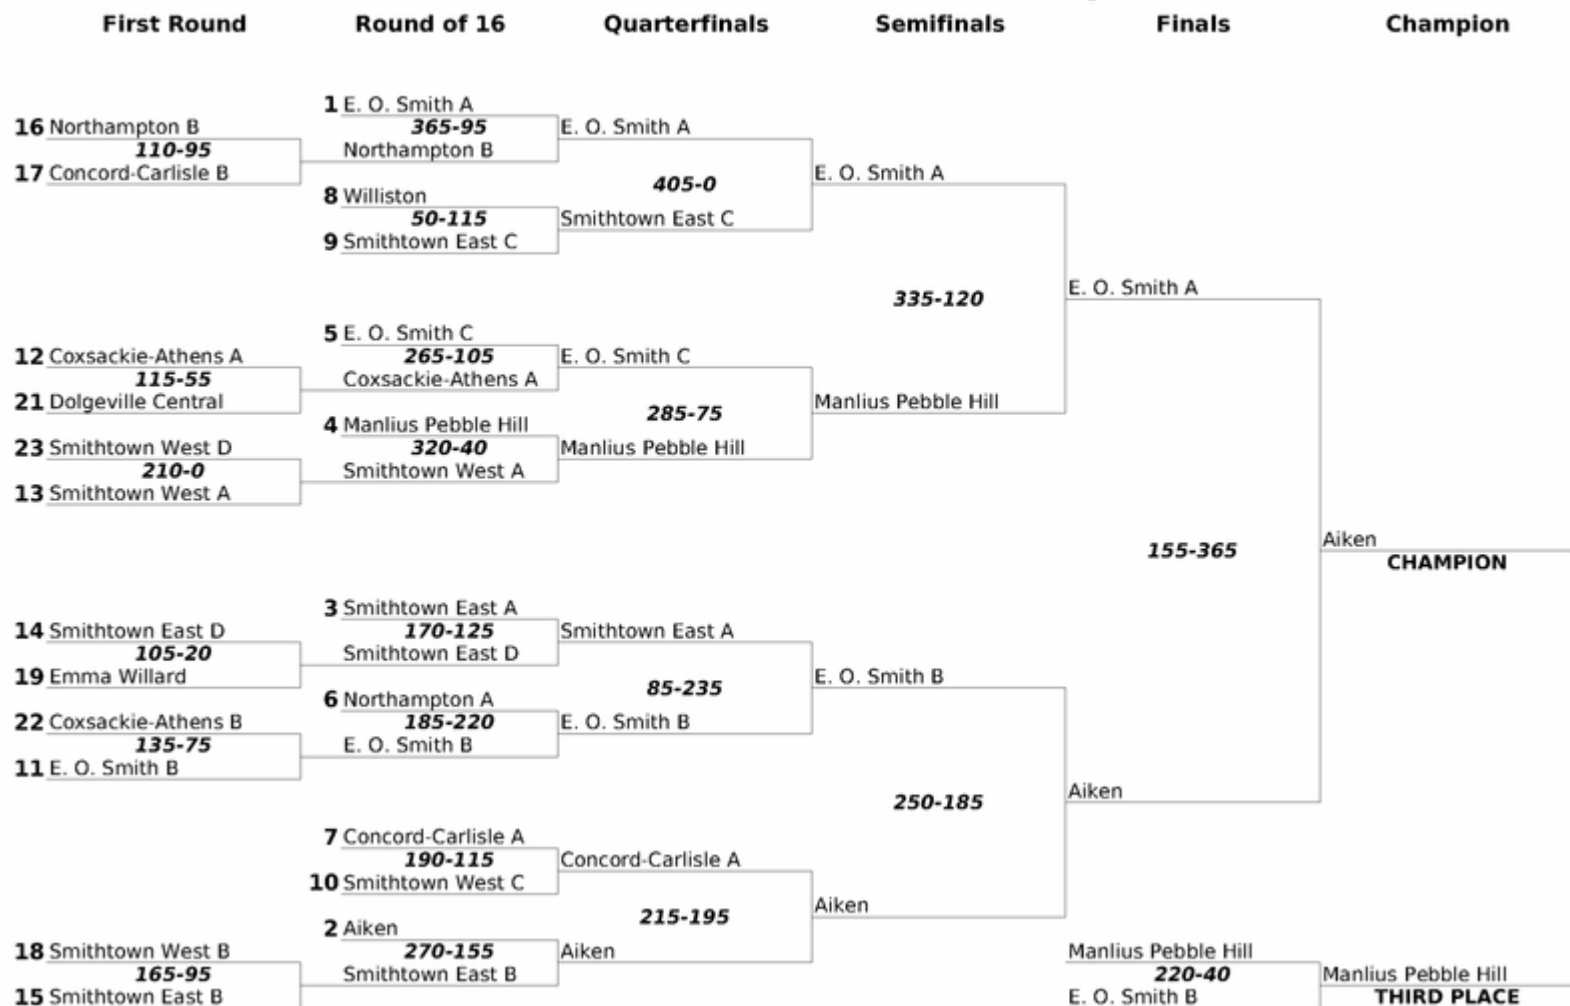 First Round Round of 16 Quarterfinals Semifinals Finals Champion
1 E. O. Smith A
16 Northampton B
365-95
E. O. Smith A
110-95
Northampton B
17 Concord-Carlisle B
E. O. Smith A
405-0
8 Williston
50-115
Smithtown East C
9 Smithtown East C
E. O. Smith A
335-120
5 E. O. Smith C
12 Coxsackie-Athens A
265-105
E. O. Smith C
115-55
Coxsackie-Athens A
21 Dolgeville Central
Manlius Pebble Hill
285-75
4 Manlius Pebble Hill
23 Smithtown West D
320-40
Manlius Pebble Hill
210-0
Smithtown West A
13 Smithtown West A
Aiken
155-365
CHAMPION
3 Smithtown East A
14 Smithtown East D
170-125
Smithtown East A
105-20
Smithtown East D
19 Emma Willard
E. O. Smith B
85-235
6 Northampton A
22 Coxsackie-Athens B
185-220
E. O. Smith B
135-75
E. O. Smith B
11 E. O. Smith B
Aiken
250-185
7 Concord-Carlisle A
190-115
Concord-Carlisle A
10 Smithtown West C
Aiken
215-195
2 Aiken
18 Smithtown West B
270-155
Aiken
Manlius Pebble Hill
165-95
Smithtown East B
220-40
Manlius Pebble Hill
15 Smithtown East B
E. O. Smith B
THIRD PLACE